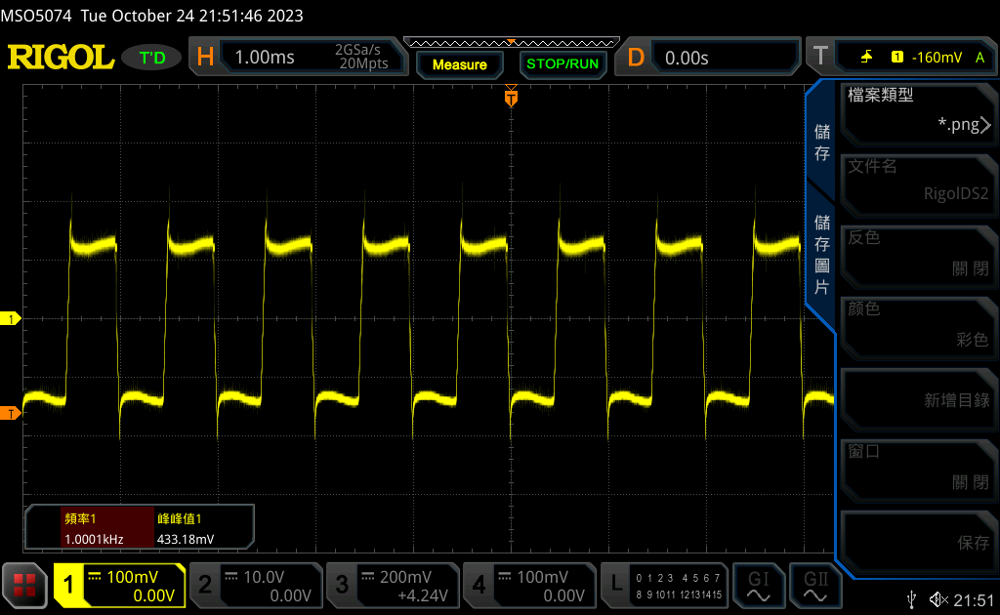 MSO5074 Tue October 24 21:51:46 2023
RIGOL
T'D
H
1.00ms
2GSa/s
20Mpts
Measure
STOP/RUN
D
0.00s
T
1
-160mV
A
T
1
T
儲存
儲存圖片
檔案類型
*.png
文件名
RigolDS2
反色
關閉
颜色
彩色
新增目錄
窗口
關閉
保存
頻率1
1.0001kHz
峰峰值1
433.18mV
1
100mV
0.00V
2
10.0V
0.00V
3
200mV
+4.24V
4
100mV
0.00V
L
0 1 2 3 4 5 6 7
8 9 10 11 12 13 14 15
GI
GII
21:51